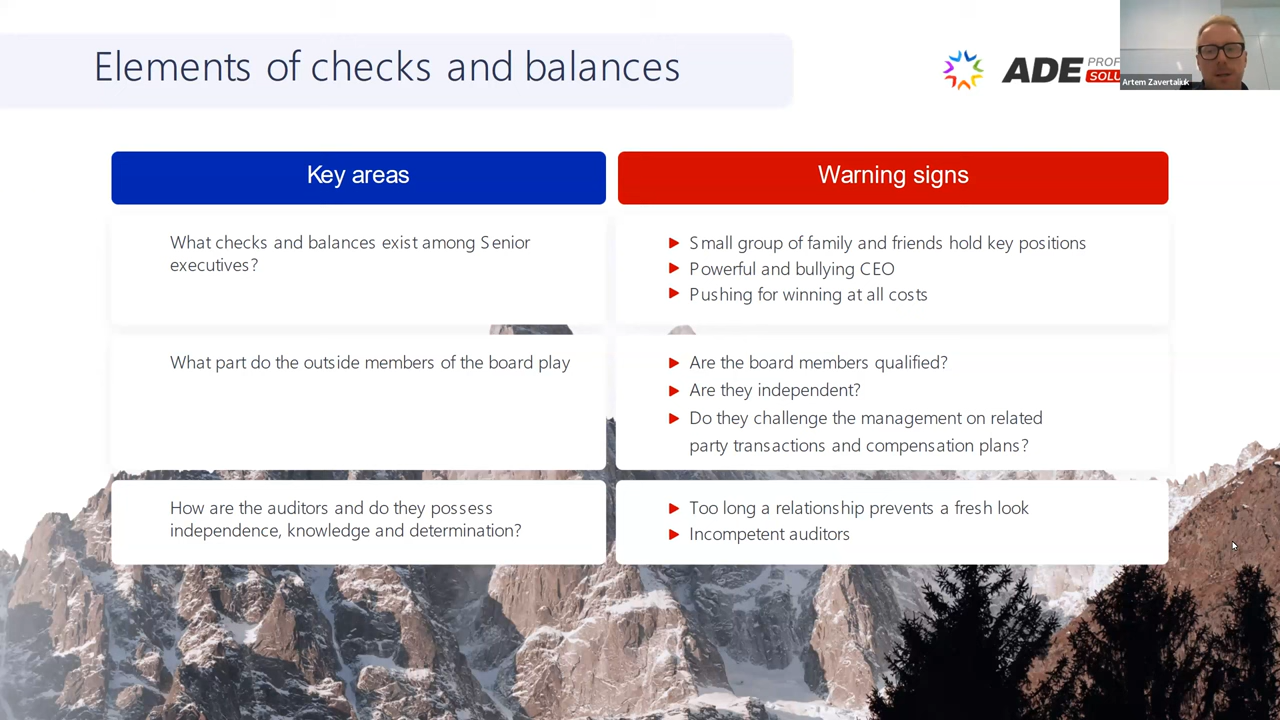 Elements of checks and balances
ADE
Artem Zavertaliuk
Key areas
Warning signs
What checks and balances exist among Senior
executives?
Small group of family and friends hold key positions
Powerful and bullying CEO
Pushing for winning at all costs
What part do the outside members of the board play
Are the board members qualified?
Are they independent?
Do they challenge the management on related
party transactions and compensation plans?
How are the auditors and do they possess
independence, knowledge and determination?
Too long a relationship prevents a fresh look
Incompetent auditors